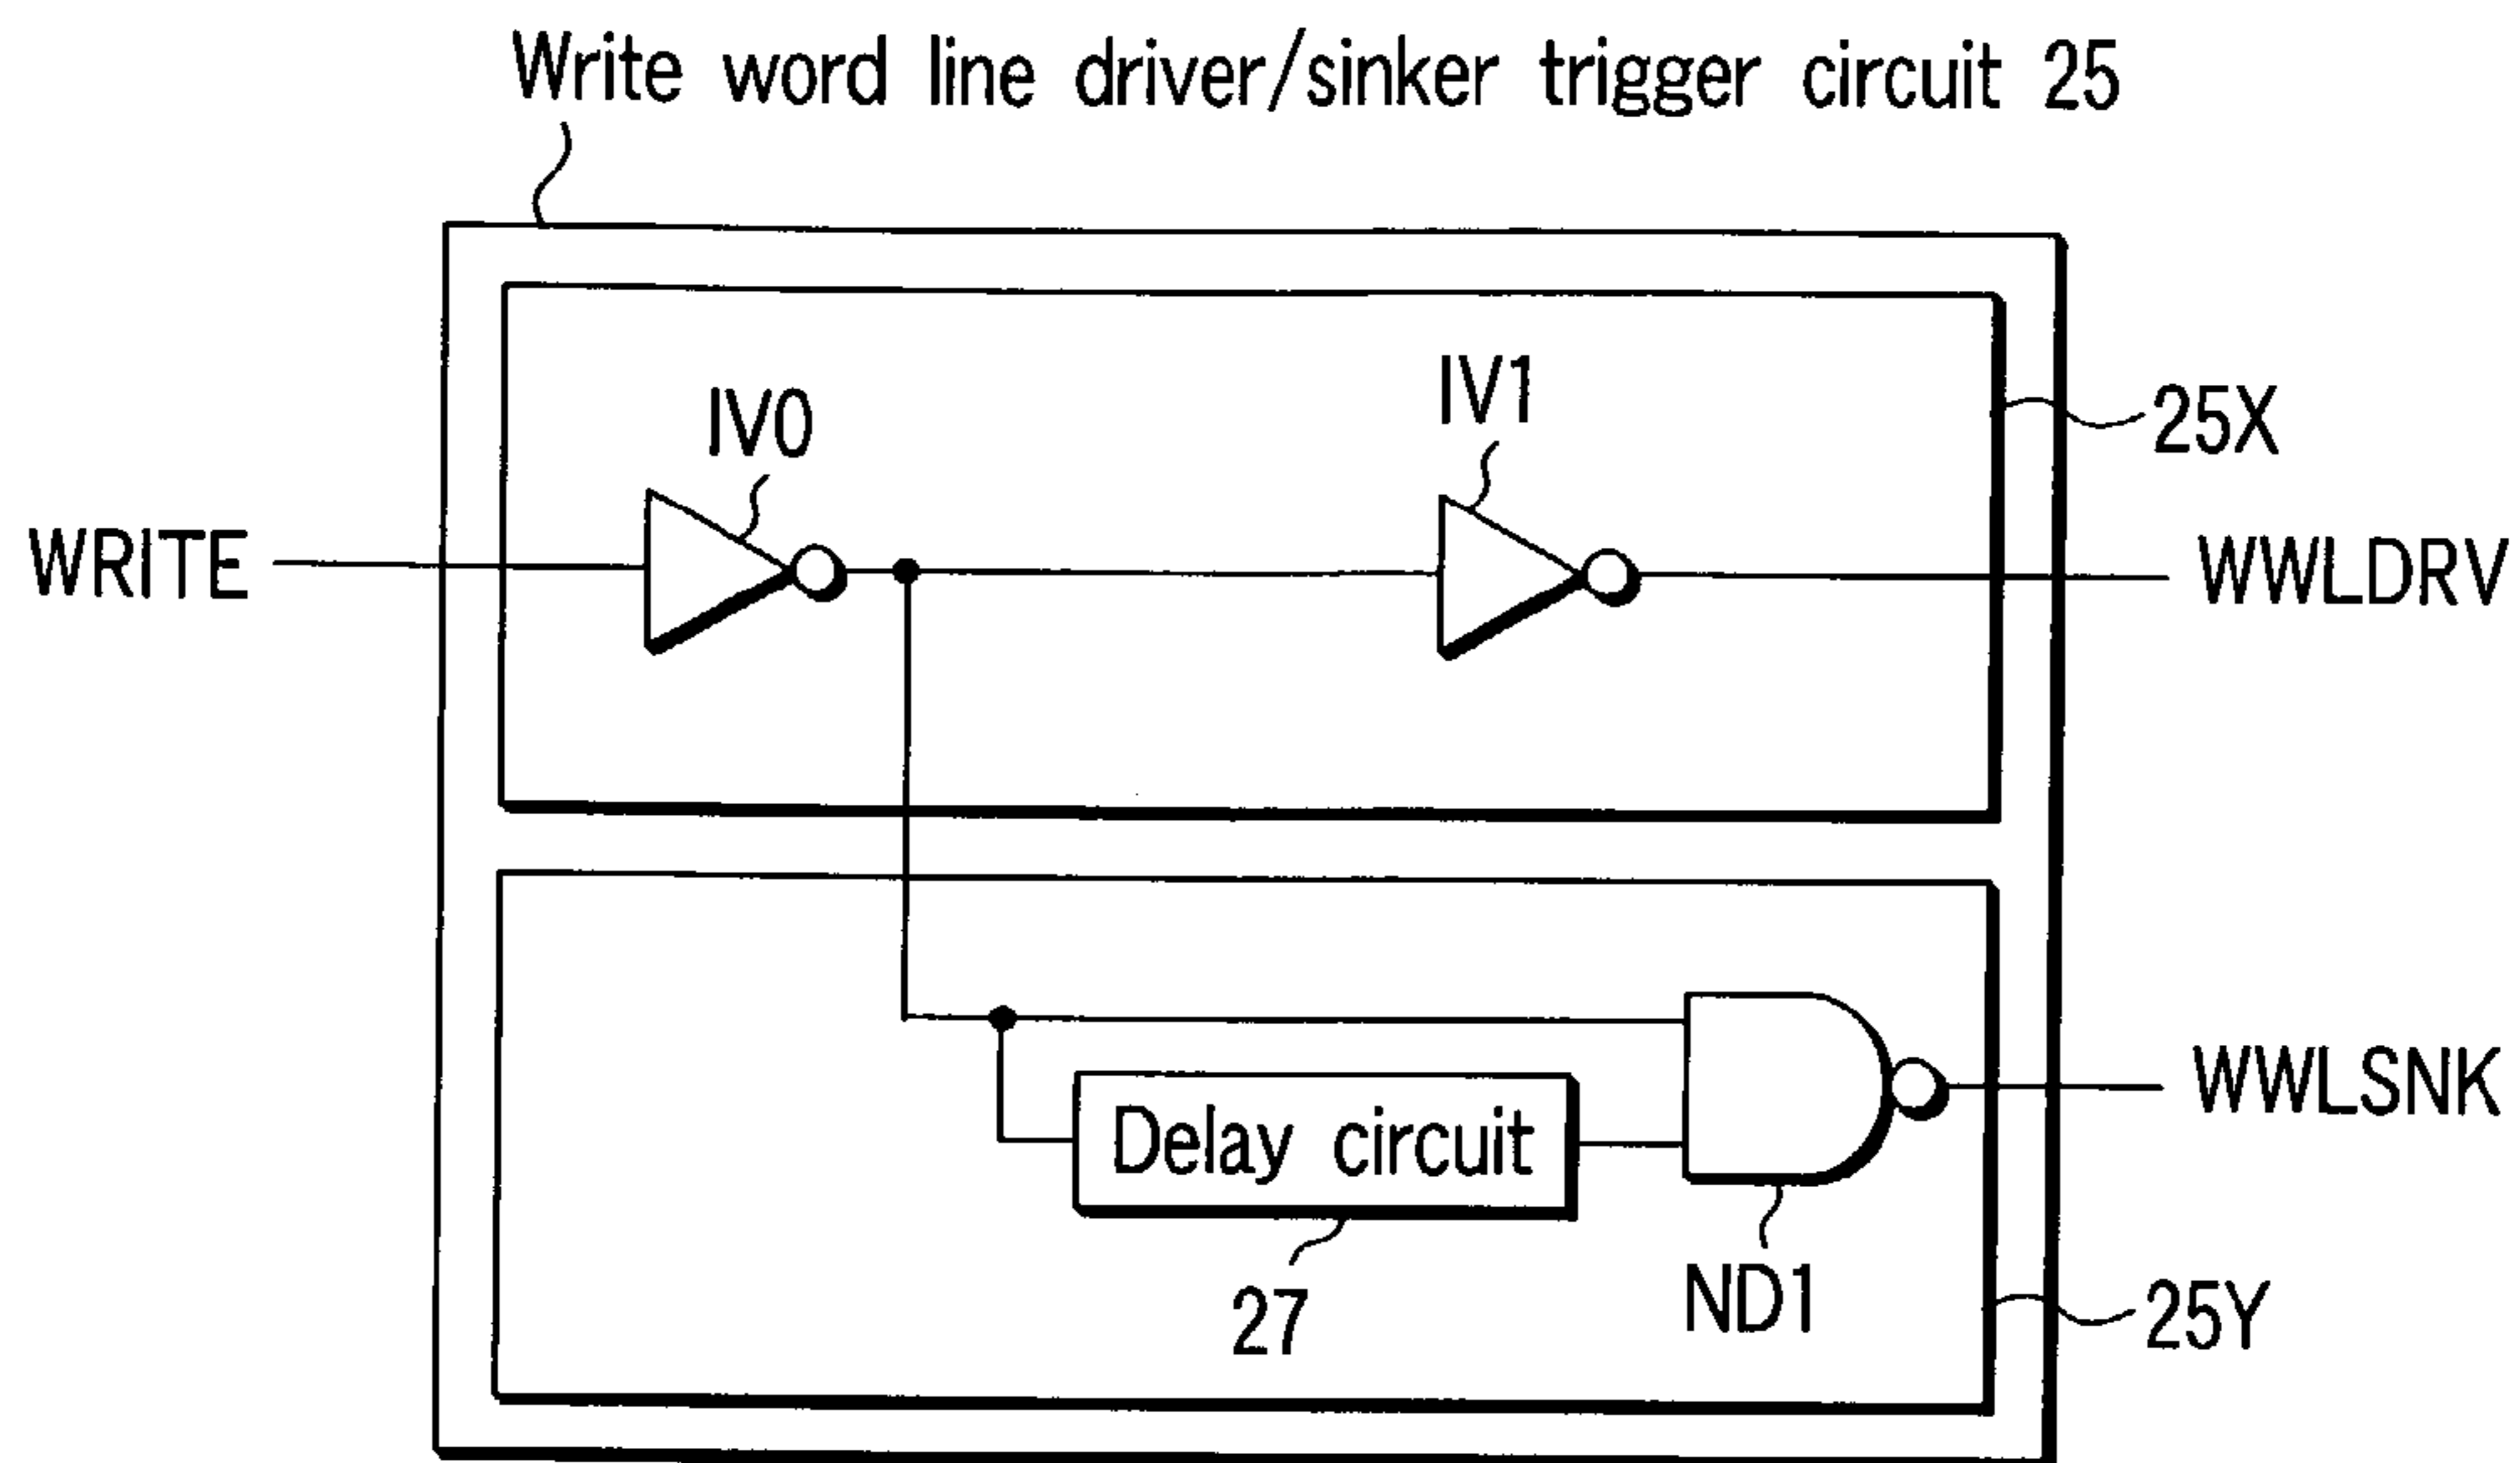 Write word line driver/sinker trigger circuit 25
IV0
IV1
25X
WRITE
WWLDRV
Delay circuit
WWLSNK
27
ND1
25Y